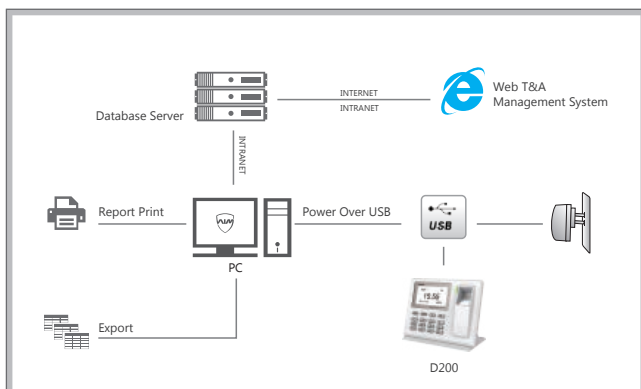 INTERNET
INTRANET
Web T&A
Management System
Database Server
INTRANET
Report Print
Power Over USB
USB
PC
Export
D200